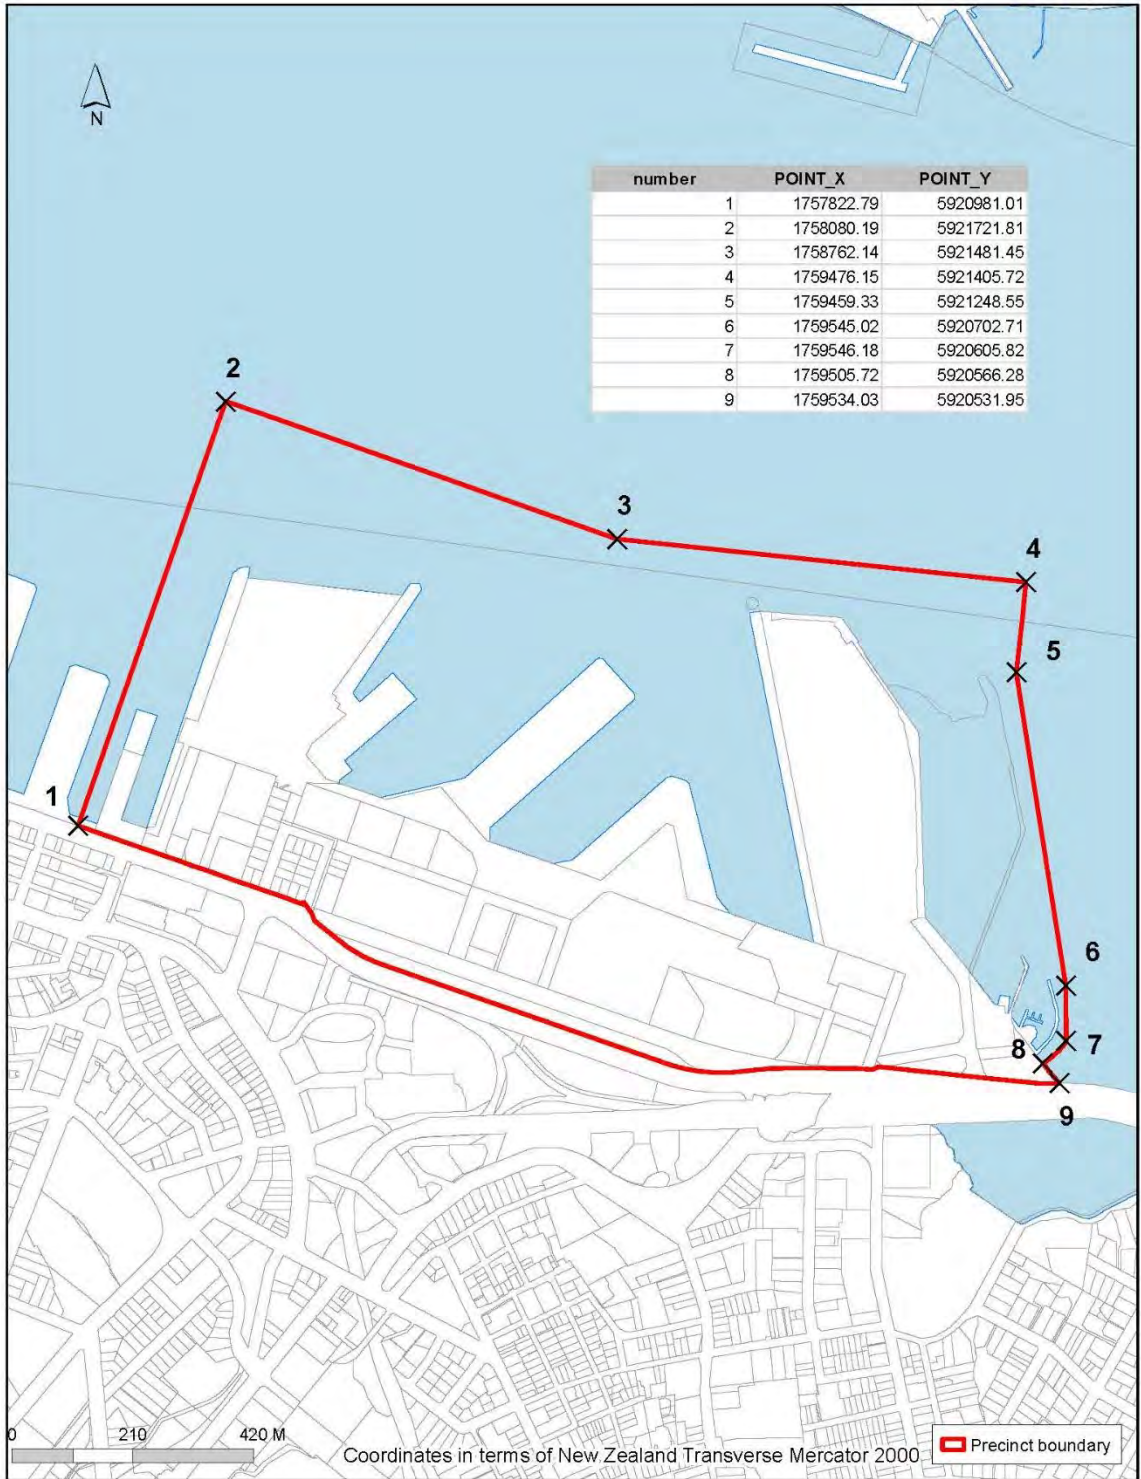 N
number POINT_X POINT_Y
1 1757822.79 5920981.01
2 1758080.19 5921721.81
3 1758762.14 5921481.45
4 1759476.15 5921405.72
5 1759459.33 5921248.55
6 1759545.02 5920702.71
7 1759546.18 5920605.82
8 1759505.72 5920566.28
9 1759534.03 5920531.95
2
3
4
5
1
6
7
8
9
0 210 420 M
Coordinates in terms of New Zealand Transverse Mercator 2000
Precinct boundary